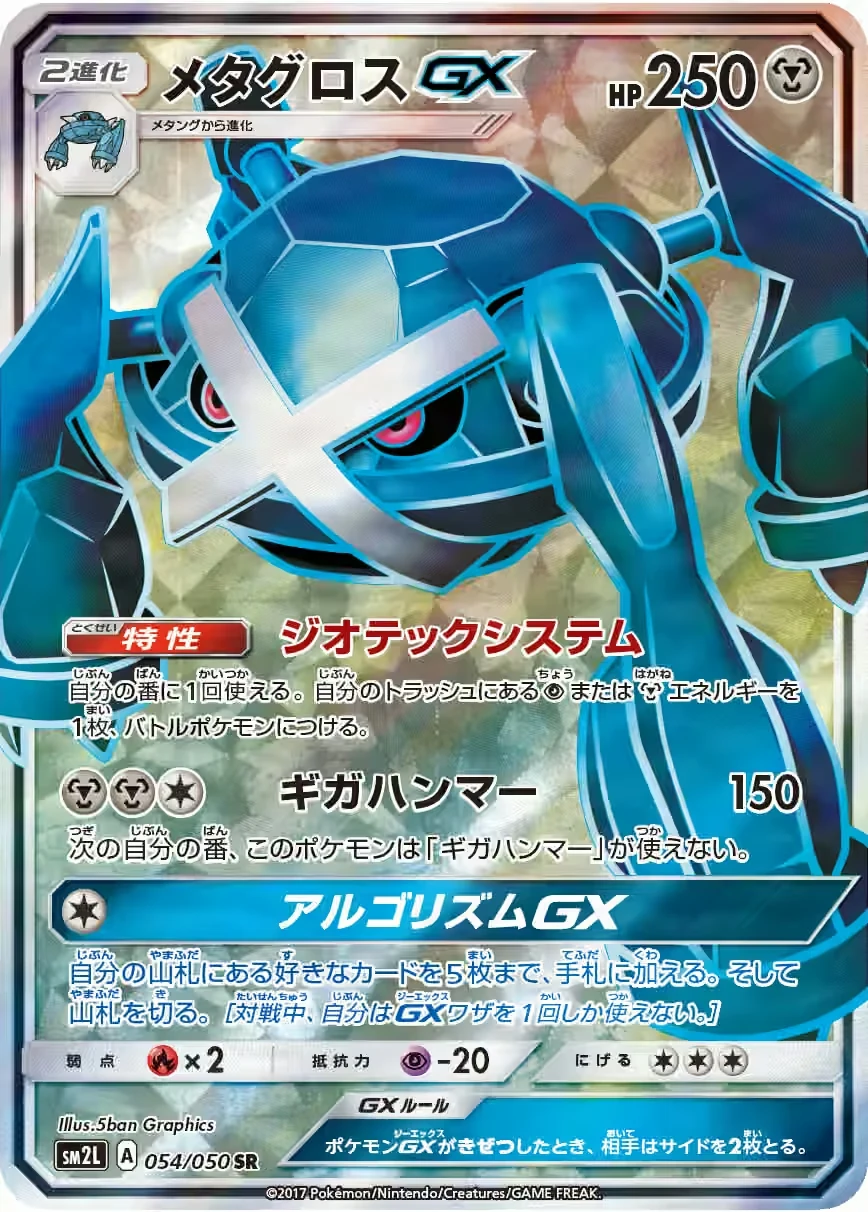 2進化 メタグロスGX HP250
メタングから進化
とくせい 特性 ジオテックシステム
自分の番に1回使える。自分のトラッシュにあるまたはエネルギーを
1枚、バトルポケモンにつける。
ギガハンマー 150
次の自分の番、このポケモンは「ギガハンマー」が使えない。
アルゴリズムGX
自分の山札にある好きなカードを5枚まで、手札に加える。そして
山札を切る。[対戦中、自分はGXワザを1回しか使えない。]
弱点 ×2 抵抗力 -20 にげる
GXルール
ポケモンGXがきぜつしたとき、相手はサイドを2枚とる。
Illus.5ban Graphics
SM2L A 054/050 SR
©2017 Pokémon/Nintendo/Creatures/GAME FREAK.